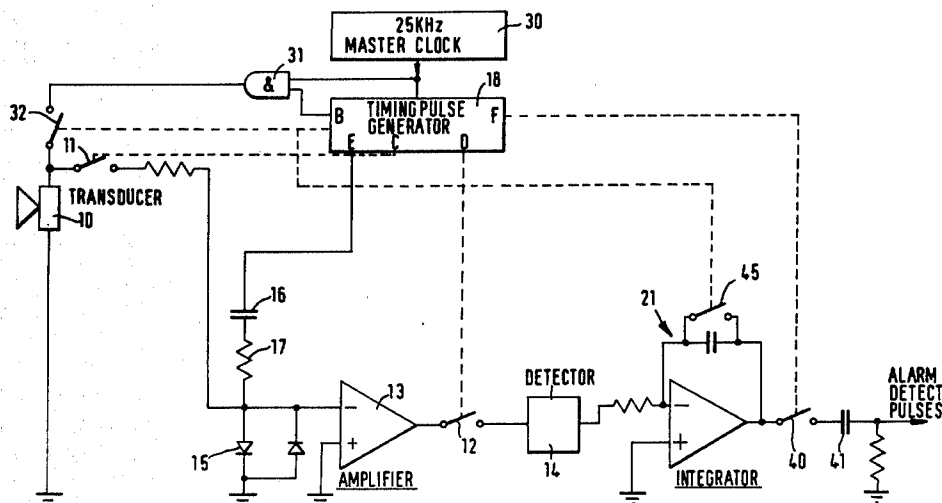 25KHz
MASTER CLOCK
30
31
&
18
TIMING PULSE
GENERATOR
B
F
E
C
D
32
11
TRANSDUCER
10
16
17
45
21
13
DETECTOR
ALARM
DETECT
PULSES
15
12
14
40
41
AMPLIFIER
INTEGRATOR